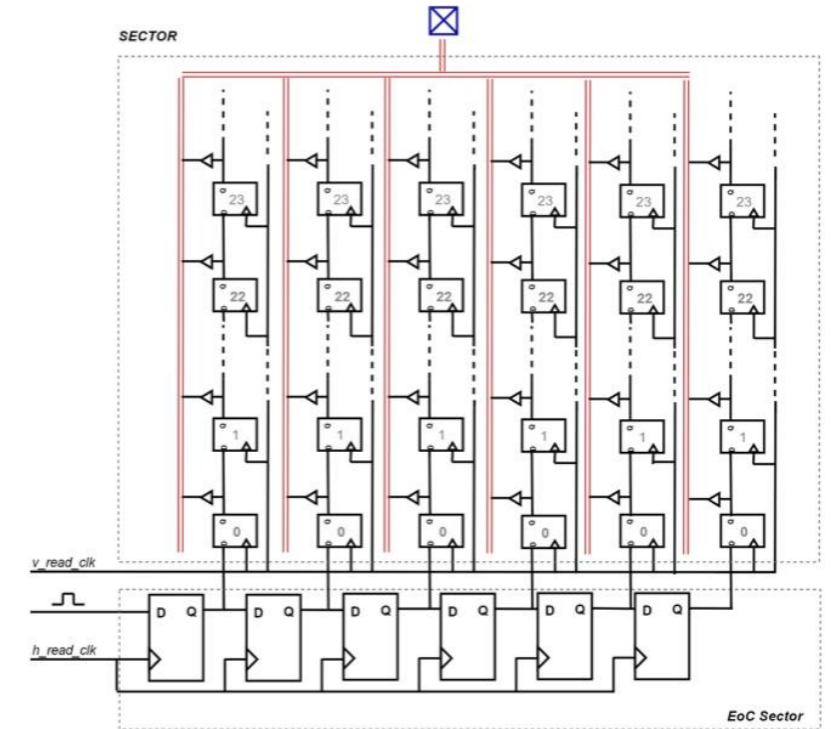 SECTOR
23 23 23 23 23 23
22 22 22 22 22 22
1 1 1 1 1 1
0 0 0 0 0 0
v_read_clk
D Q D Q D Q D Q D Q D Q
h_read_clk
EoC Sector